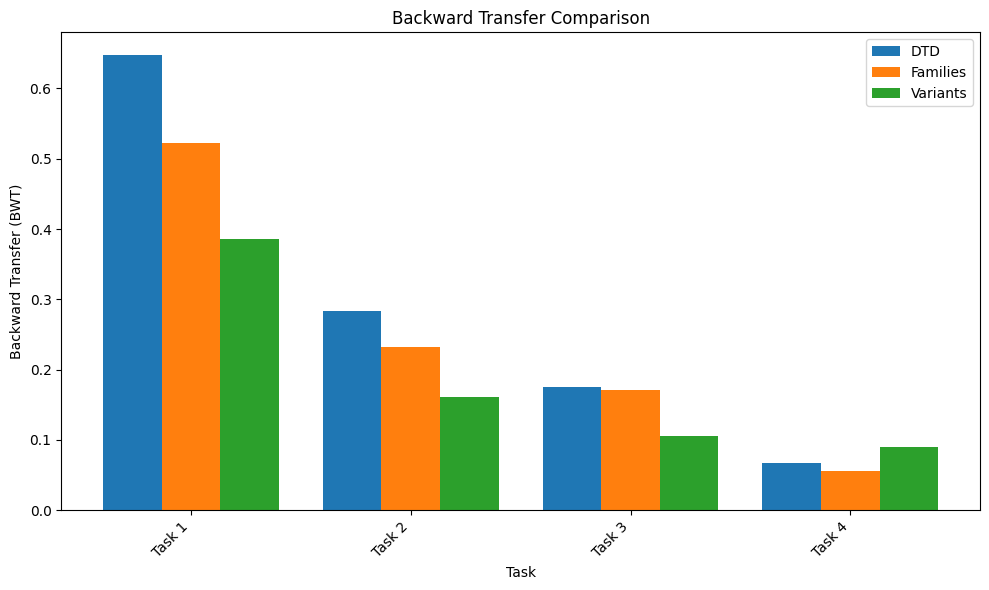 Backward Transfer Comparison
DTD
Families
Variants
Backward Transfer (BWT)
0.6
0.5
0.4
0.3
0.2
0.1
0.0
Task 1
Task 2
Task 3
Task 4
Task